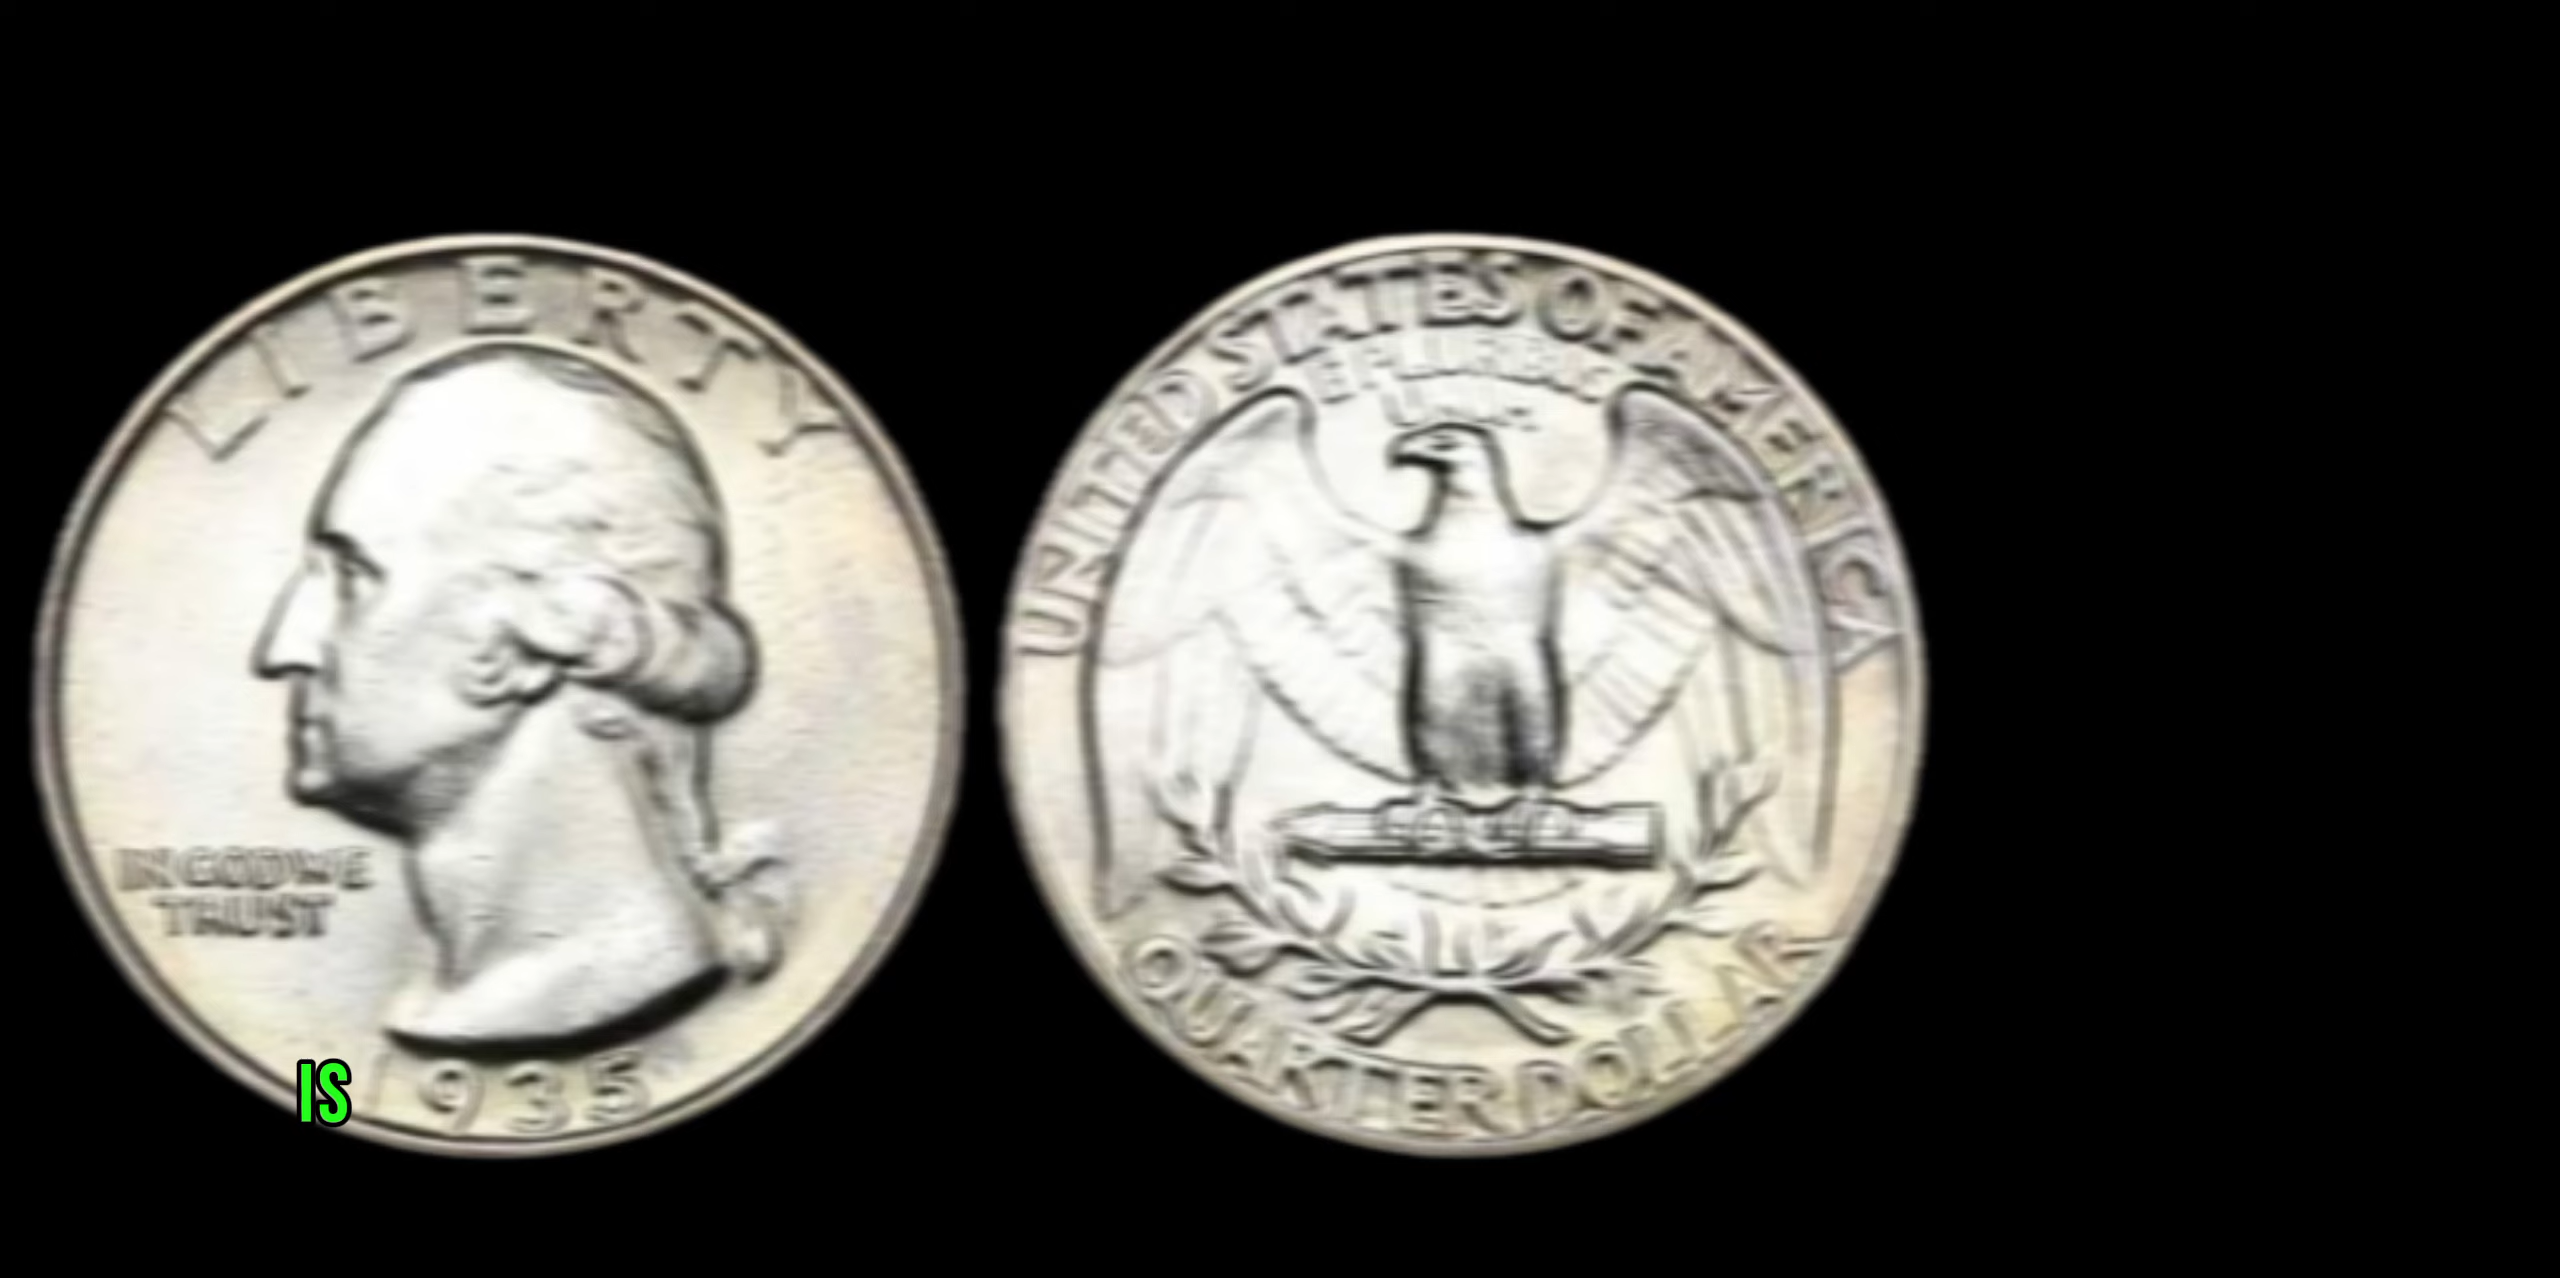 LIBERTY
IN GOD WE
TRUST
1935
IS
UNITED STATES OF AMERICA
E PLURIBUS
UNUM
QUARTER DOLLAR